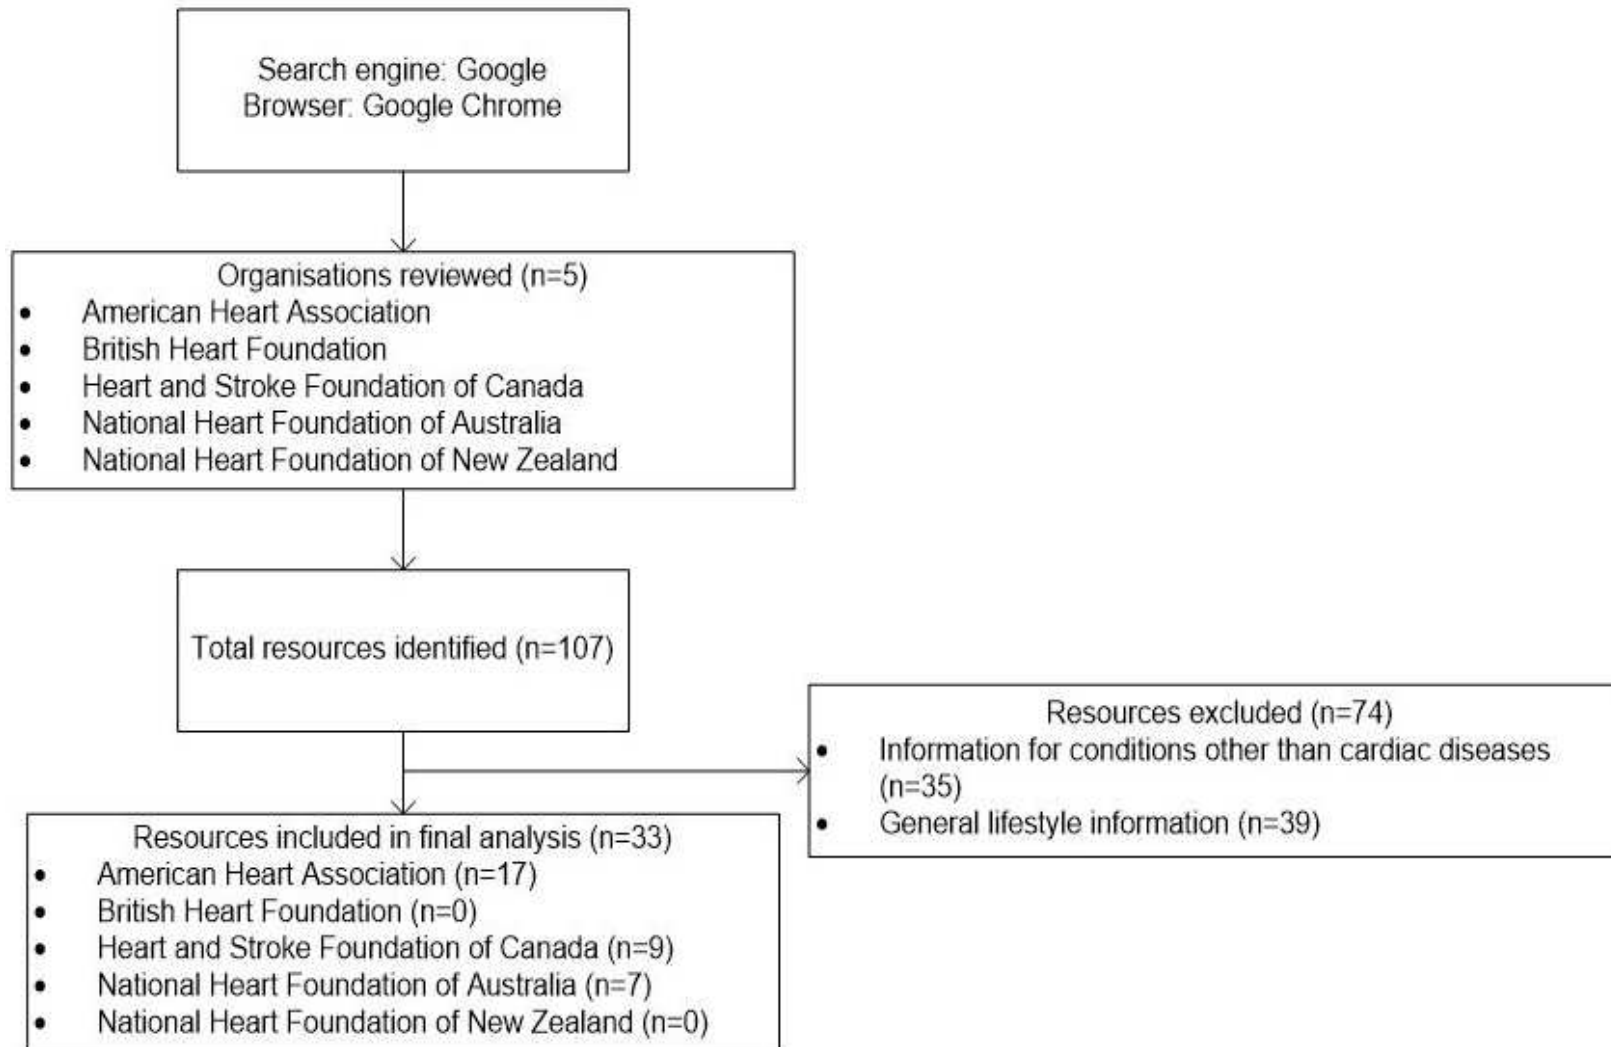 Search engine: Google
Browser: Google Chrome
Organisations reviewed (n=5)
• American Heart Association
• British Heart Foundation
• Heart and Stroke Foundation of Canada
• National Heart Foundation of Australia
• National Heart Foundation of New Zealand
Total resources identified (n=107)
Resources excluded (n=74)
• Information for conditions other than cardiac diseases
(n=35)
• General lifestyle information (n=39)
Resources included in final analysis (n=33)
• American Heart Association (n=17)
• British Heart Foundation (n=0)
• Heart and Stroke Foundation of Canada (n=9)
• National Heart Foundation of Australia (n=7)
• National Heart Foundation of New Zealand (n=0)